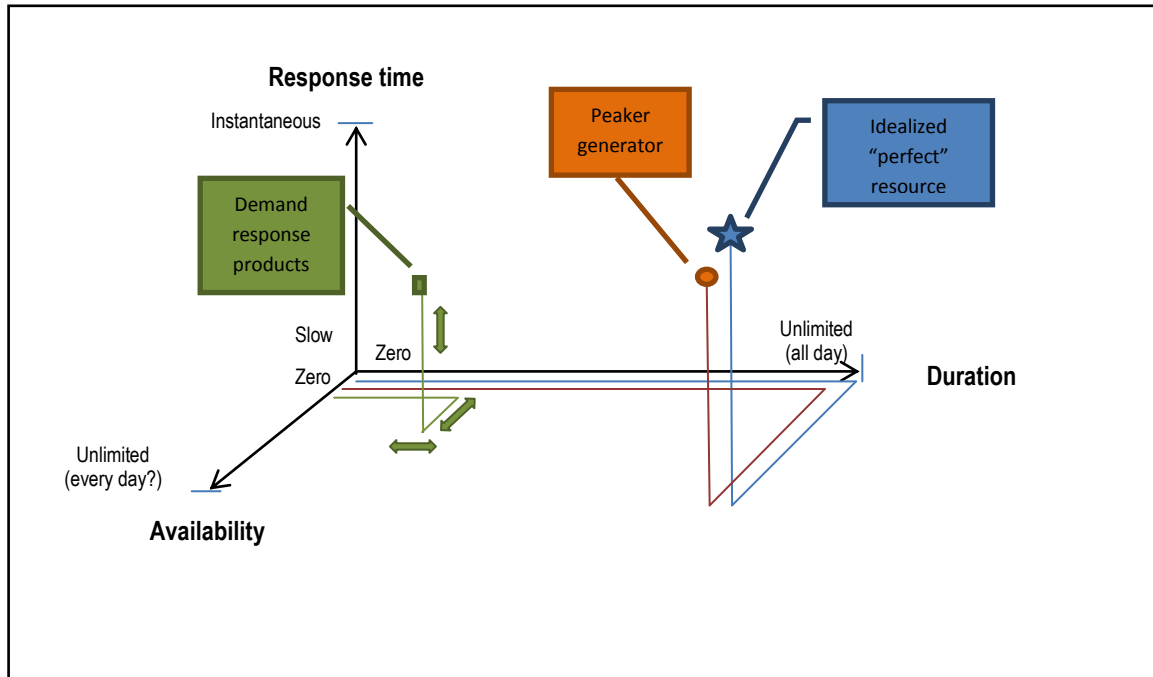 Response time
Instantaneous
Peaker
generator
Idealized
“perfect”
resource
Demand
response
products
Slow
Zero
Unlimited
(all day)
Zero
Duration
Unlimited
(every day?)
Availability